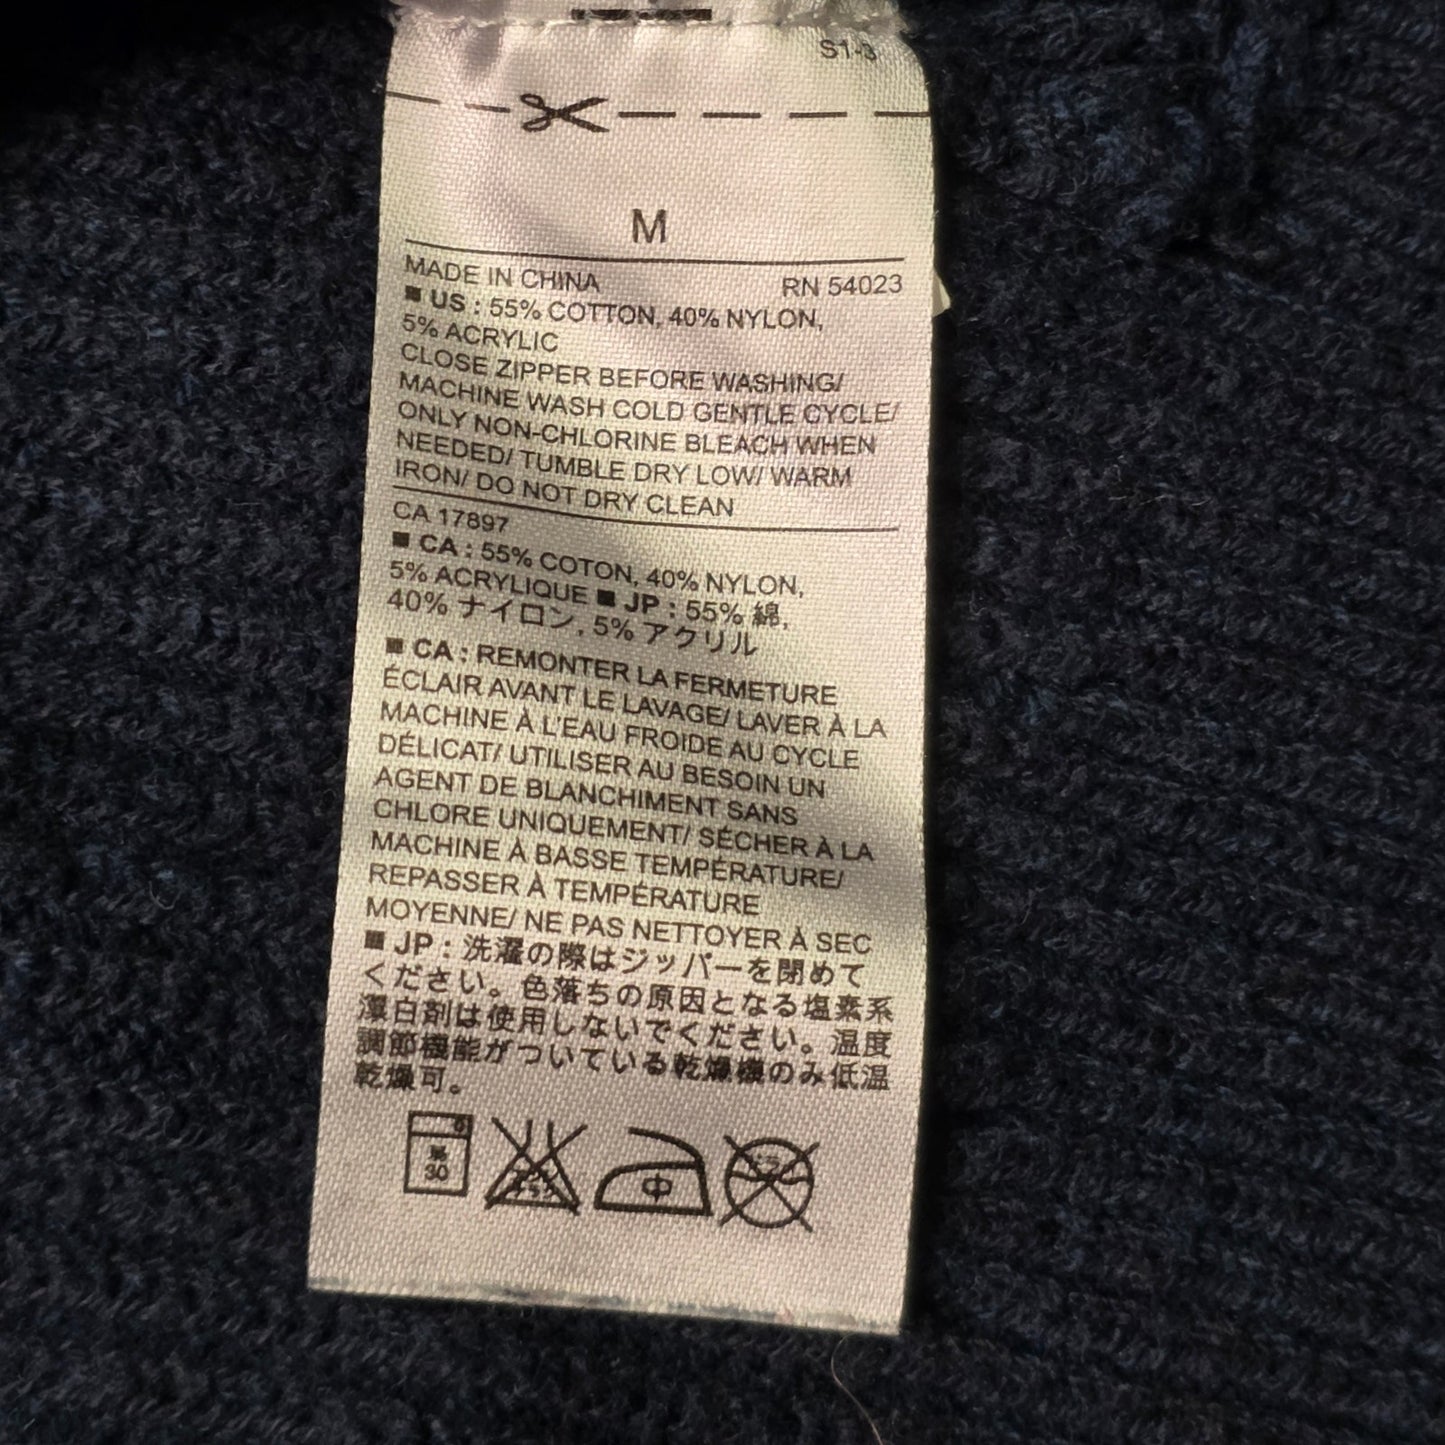 S1-3
M
MADE IN CHINA RN 54023
■ US : 55% COTTON, 40% NYLON,
5% ACRYLIC
CLOSE ZIPPER BEFORE WASHING/
MACHINE WASH COLD GENTLE CYCLE/
ONLY NON-CHLORINE BLEACH WHEN
NEEDED/ TUMBLE DRY LOW/ WARM
IRON/ DO NOT DRY CLEAN
CA 17897
■ CA : 55% COTON, 40% NYLON,
5% ACRYLIQUE ■ JP : 55% 綿,
40% ナイロン, 5% アクリル
■ CA : REMONTER LA FERMETURE
ÉCLAIR AVANT LE LAVAGE/ LAVER À LA
MACHINE À L'EAU FROIDE AU CYCLE
DÉLICAT/ UTILISER AU BESOIN UN
AGENT DE BLANCHIMENT SANS
CHLORE UNIQUEMENT/ SÉCHER À LA
MACHINE À BASSE TEMPÉRATURE/
REPASSER À TEMPÉRATURE
MOYENNE/ NE PAS NETTOYER À SEC
■ JP : 洗濯の際はジッパーを閉めて
ください。色落ちの原因となる塩素系
漂白剤は使用しないでください。温度
調節機能がついている乾燥機のみ低温
乾燥可。
30 中